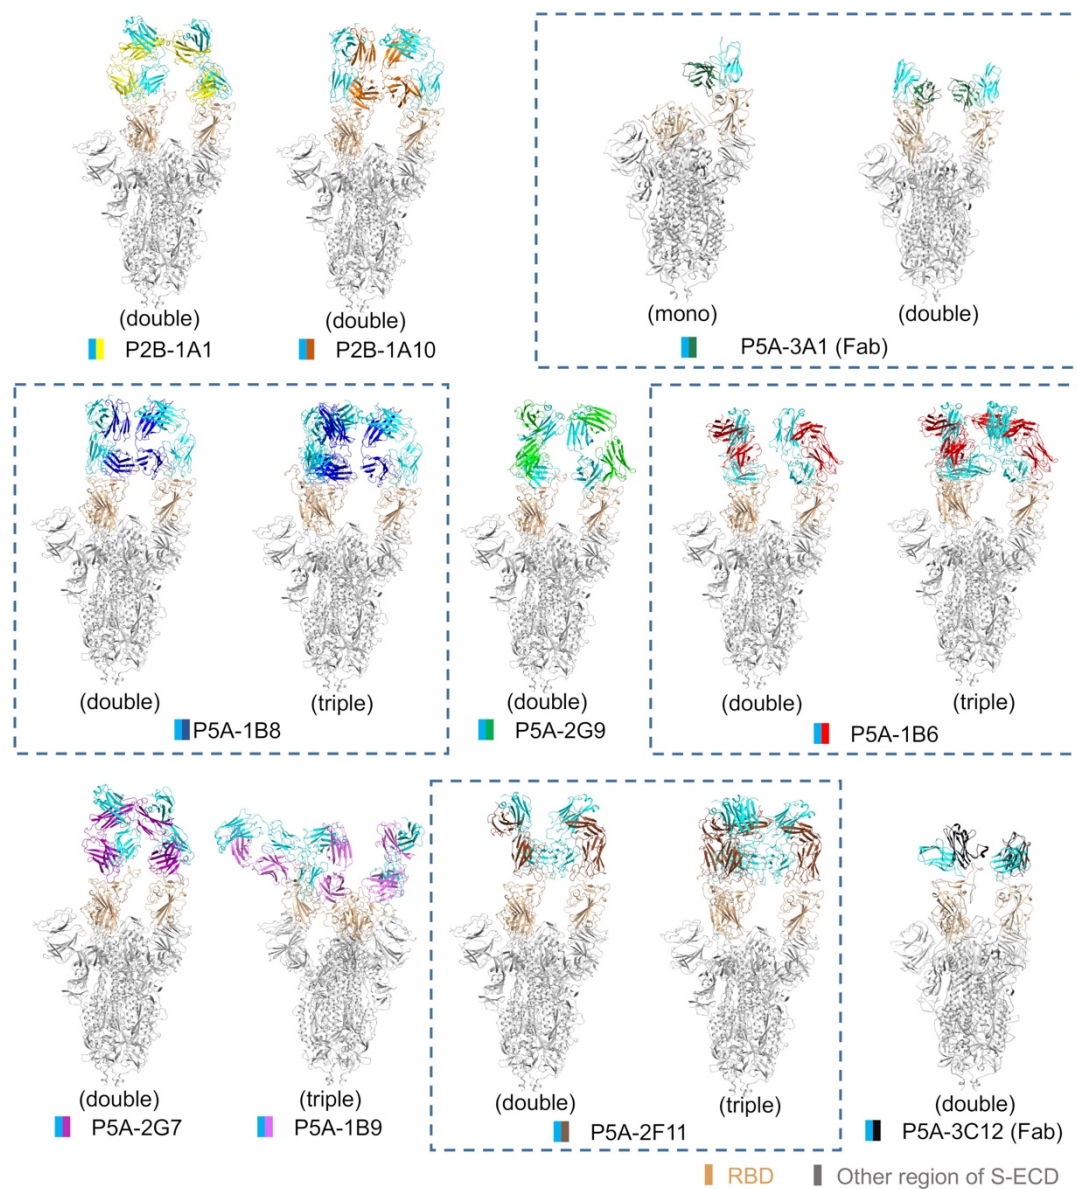 (double) (double) (mono) (double)
P2B-1A1 P2B-1A10 P5A-3A1 (Fab)
(double) (triple) (double) (double) (triple)
P5A-1B8 P5A-2G9 P5A-1B6
(double) (triple) (double) (triple) (double)
P5A-2G7 P5A-1B9 P5A-2F11 P5A-3C12 (Fab)
RBD Other region of S-ECD